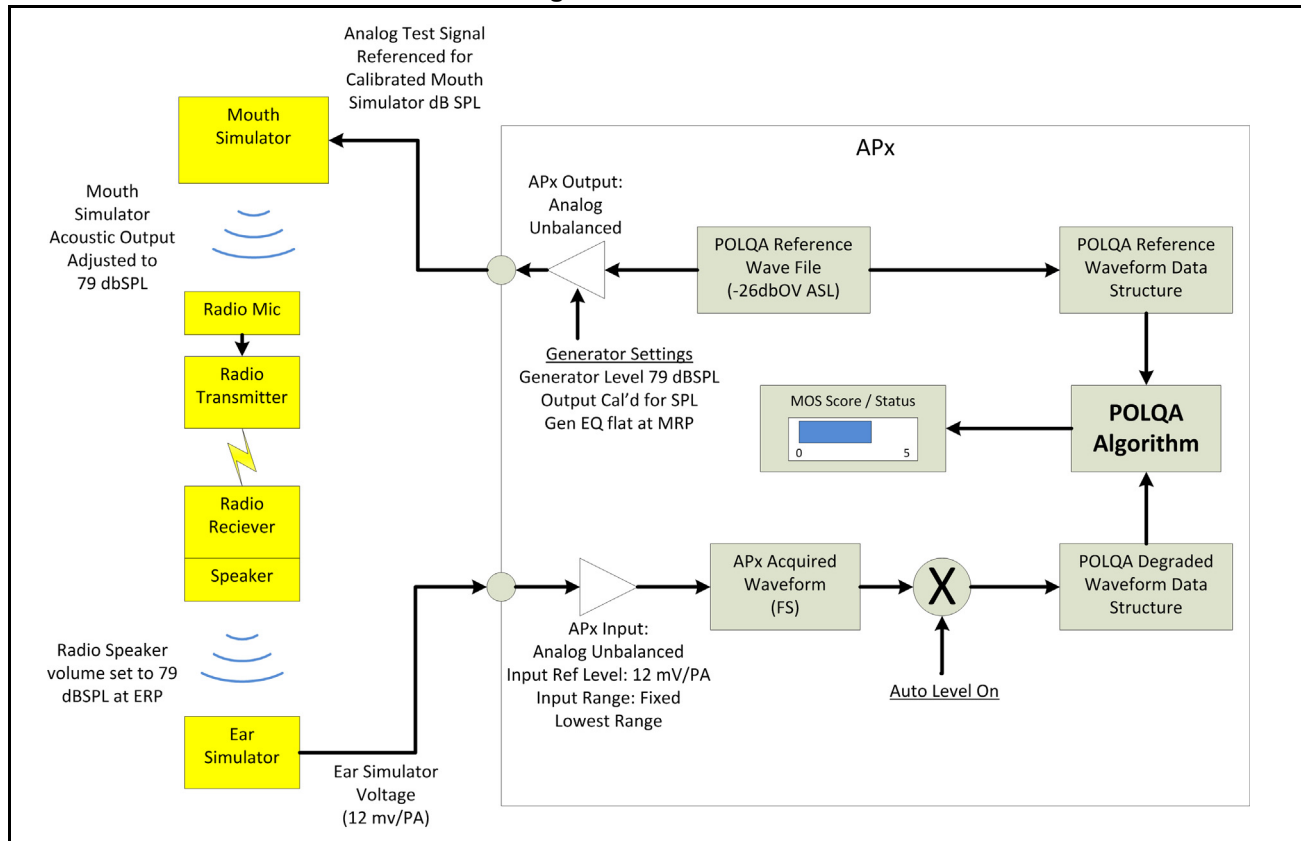 Analog Test Signal
Referenced for
Calibrated Mouth
Simulator dB SPL
Mouth
Simulator
Mouth
Simulator
Acoustic Output
Adjusted to
79 dbSPL
Radio Mic
Radio
Transmitter
Radio
Reciever
Speaker
Radio Speaker
volume set to 79
dBSPL at ERP
Ear
Simulator
Ear Simulator
Voltage
(12 mv/PA)
APx
APx Output:
Analog
Unbalanced
POLQA Reference
Wave File
(-26dbOV ASL)
POLQA Reference
Waveform Data
Structure
Generator Settings
Generator Level 79 dBSPL
Output Cal’d for SPL
Gen EQ flat at MRP
MOS Score / Status
0 5
POLQA
Algorithm
APx Input:
Analog Unbalanced
Input Ref Level: 12 mV/PA
Input Range: Fixed
Lowest Range
APx Acquired
Waveform
(FS)
X
Auto Level On
POLQA Degraded
Waveform Data
Structure